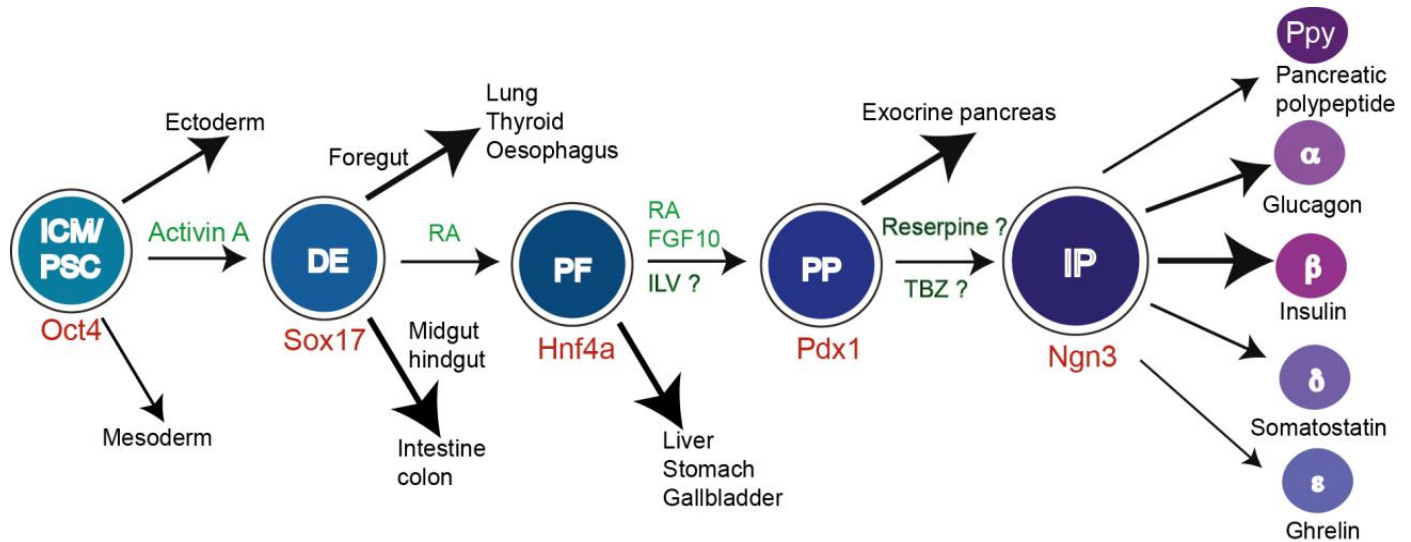 ICM/
PSC
Oct4
Ectoderm
Activin A
Mesoderm
DE
Sox17
Foregut
Lung
Thyroid
Oesophagus
RA
Midgut
hindgut
Intestine
colon
PF
Hnf4a
RA
FGF10
ILV ?
Liver
Stomach
Gallbladder
PP
Pdx1
Exocrine pancreas
Reserpine ?
TBZ ?
IP
Ngn3
Ppy
Pancreatic
polypeptide
α
Glucagon
β
Insulin
δ
Somatostatin
ε
Ghrelin